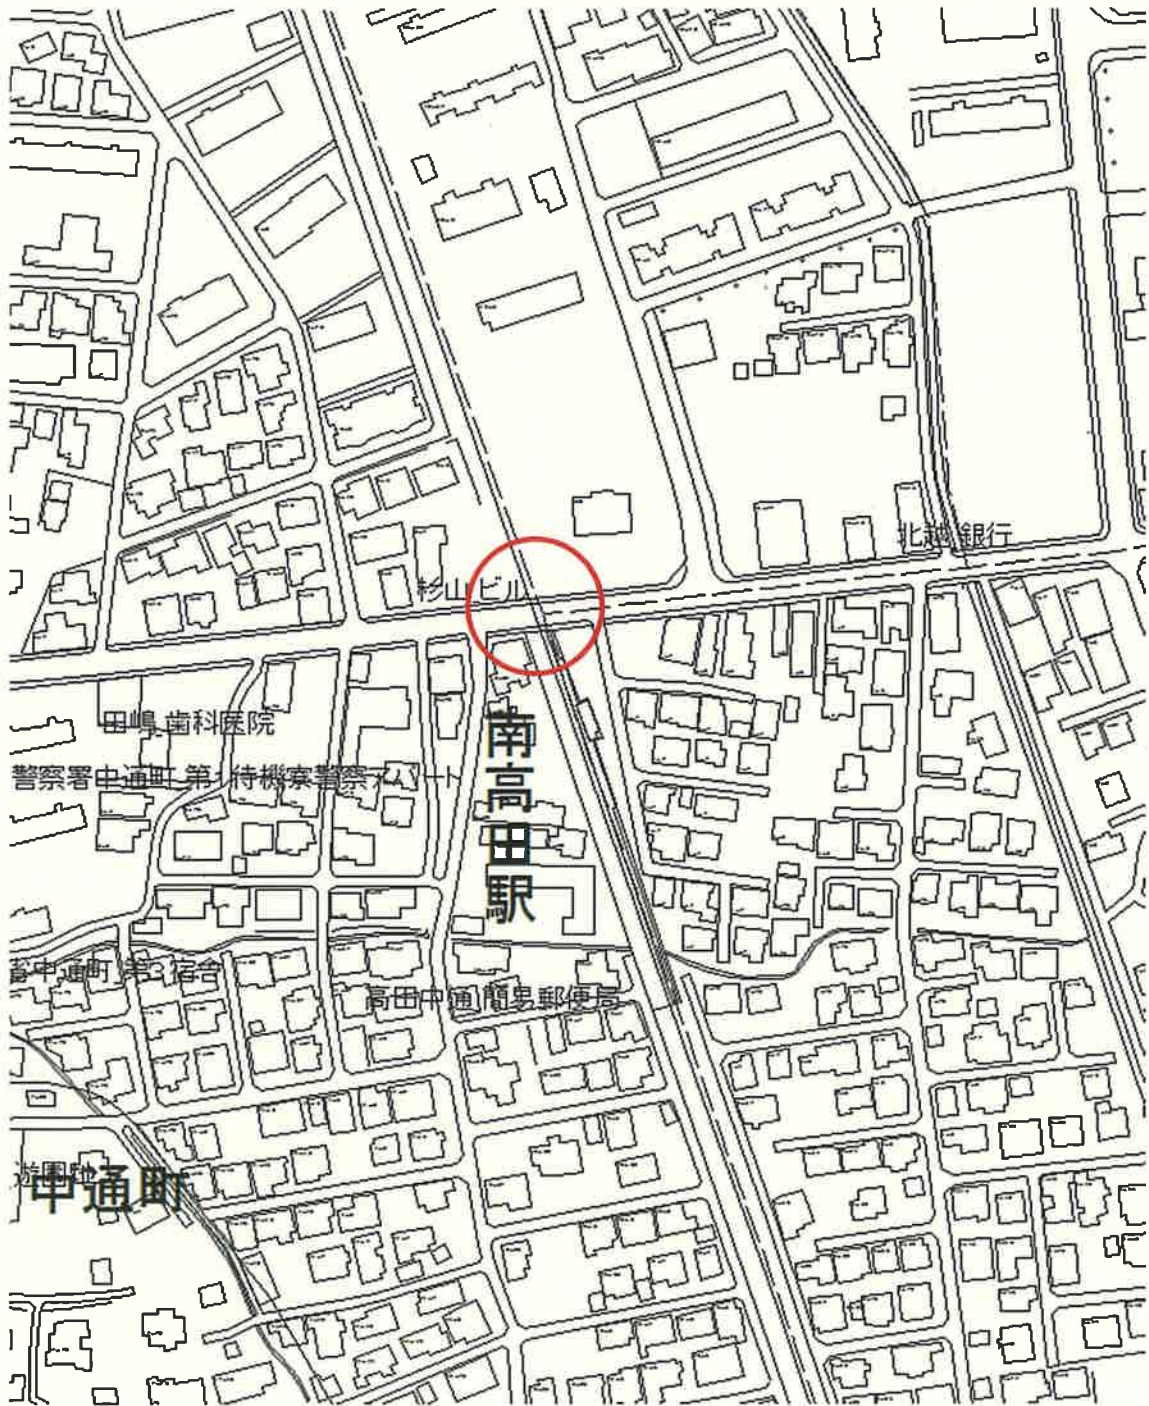 北越銀行
杉山ビル
田嶋歯科医院
南高田駅
警察署中通町第1待機寮警察アパート
省中通町第3宿舎
高田中通簡易郵便局
遊園地
中通町